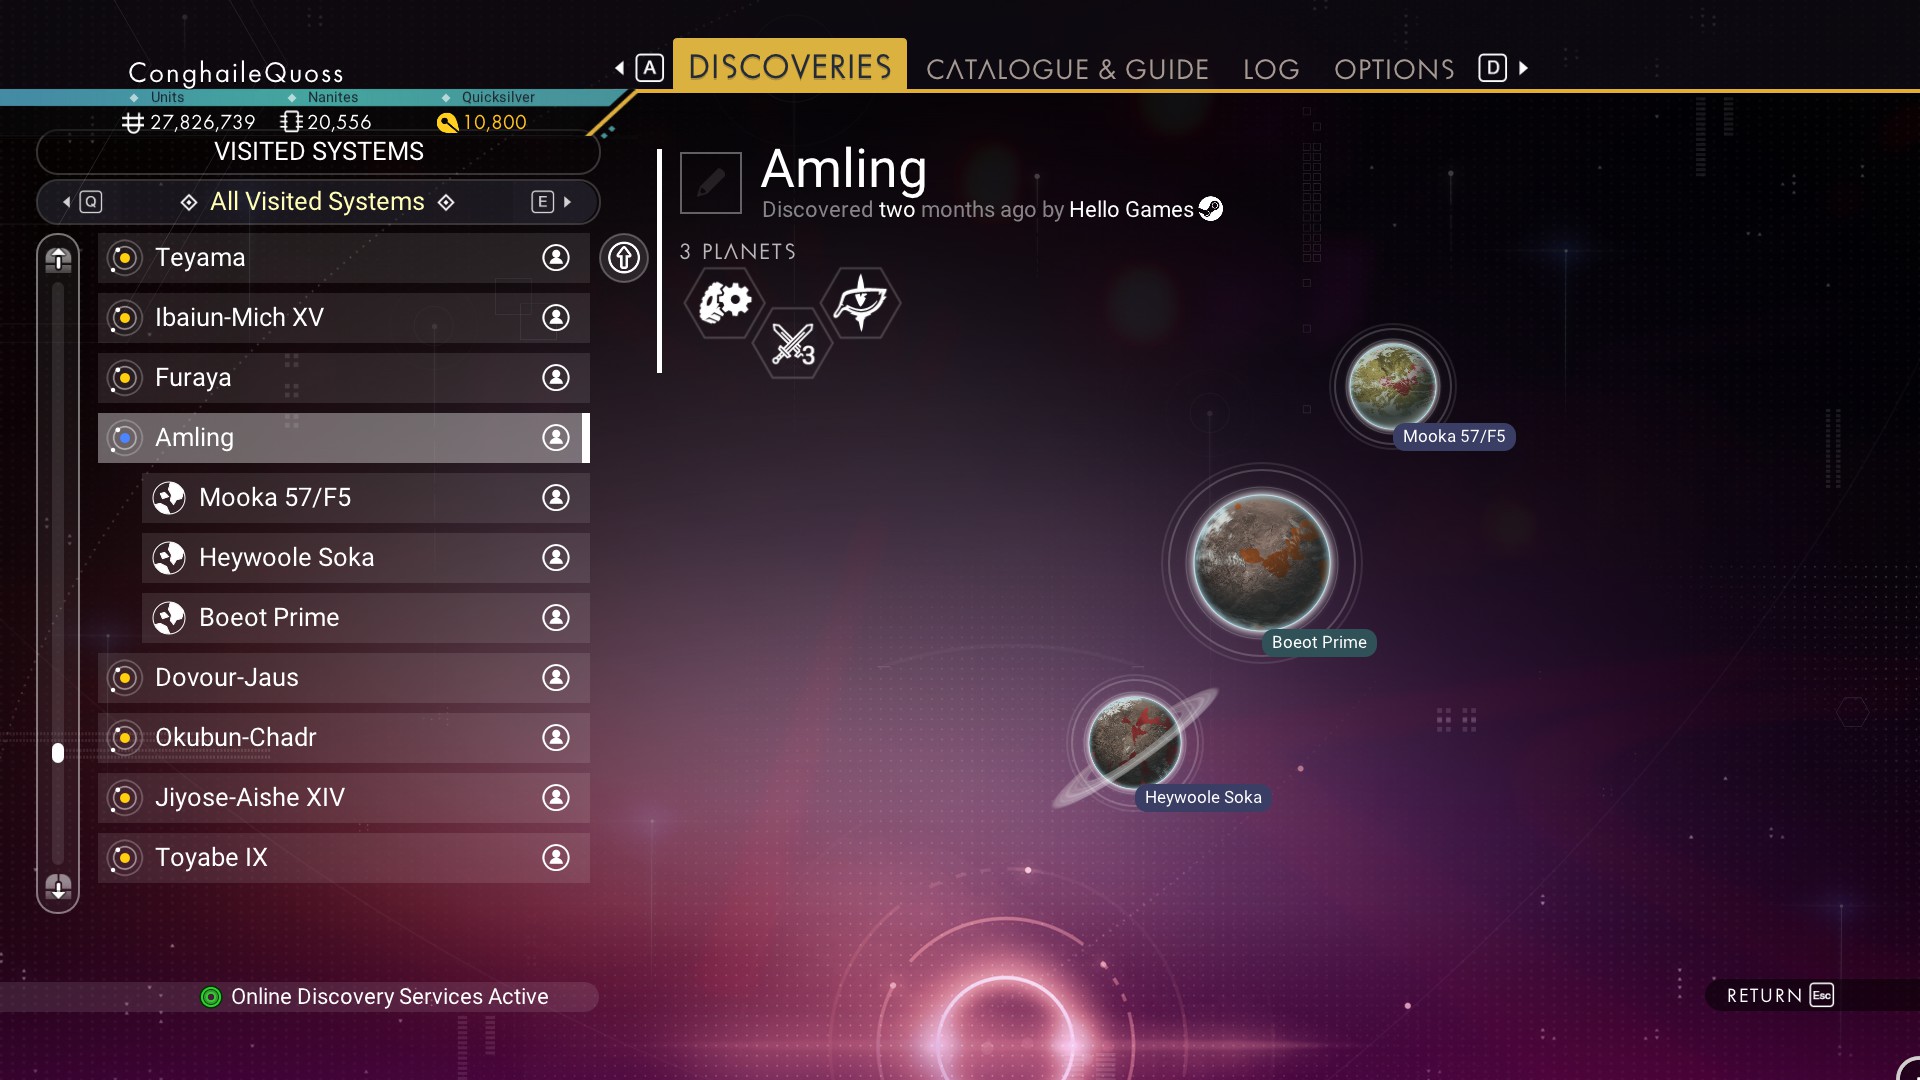 ConghaileQuoss
Units Nanites Quicksilver
27,826,739 20,556 10,800
A DISCOVERIES CATALOGUE & GUIDE LOG OPTIONS D
VISITED SYSTEMS
Q All Visited Systems E
Teyama
Ibaiun-Mich XV
Furaya
Amling
Mooka 57/F5
Heywoole Soka
Boeot Prime
Dovour-Jaus
Okubun-Chadr
Jiyose-Aishe XIV
Toyabe IX
Online Discovery Services Active
Amling
Discovered two months ago by Hello Games
3 PLANETS
3
Mooka 57/F5
Boeot Prime
Heywoole Soka
RETURN Esc